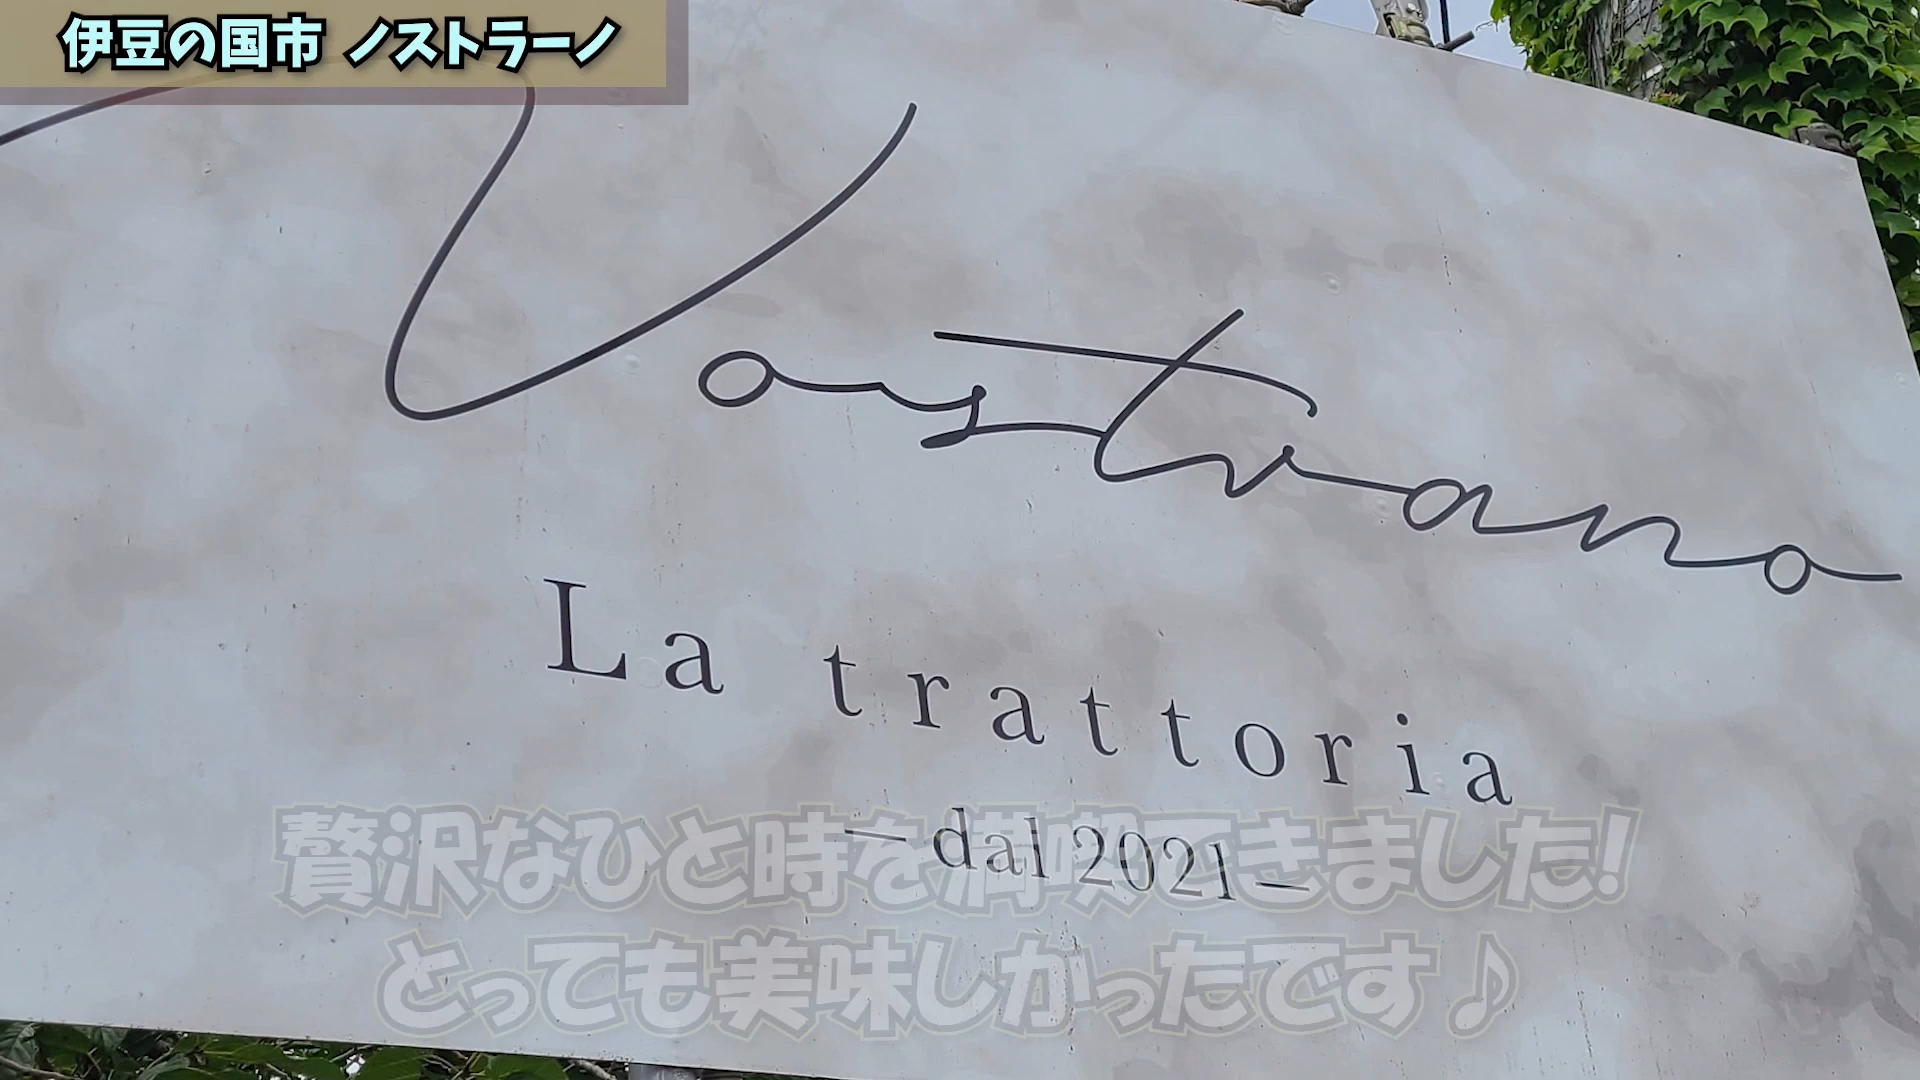 伊豆の国市 ノストラーノ
Nostrano
La trattoria
－dal 2021－
贅沢なひと時を満喫できました!
とっても美味しかったです♪